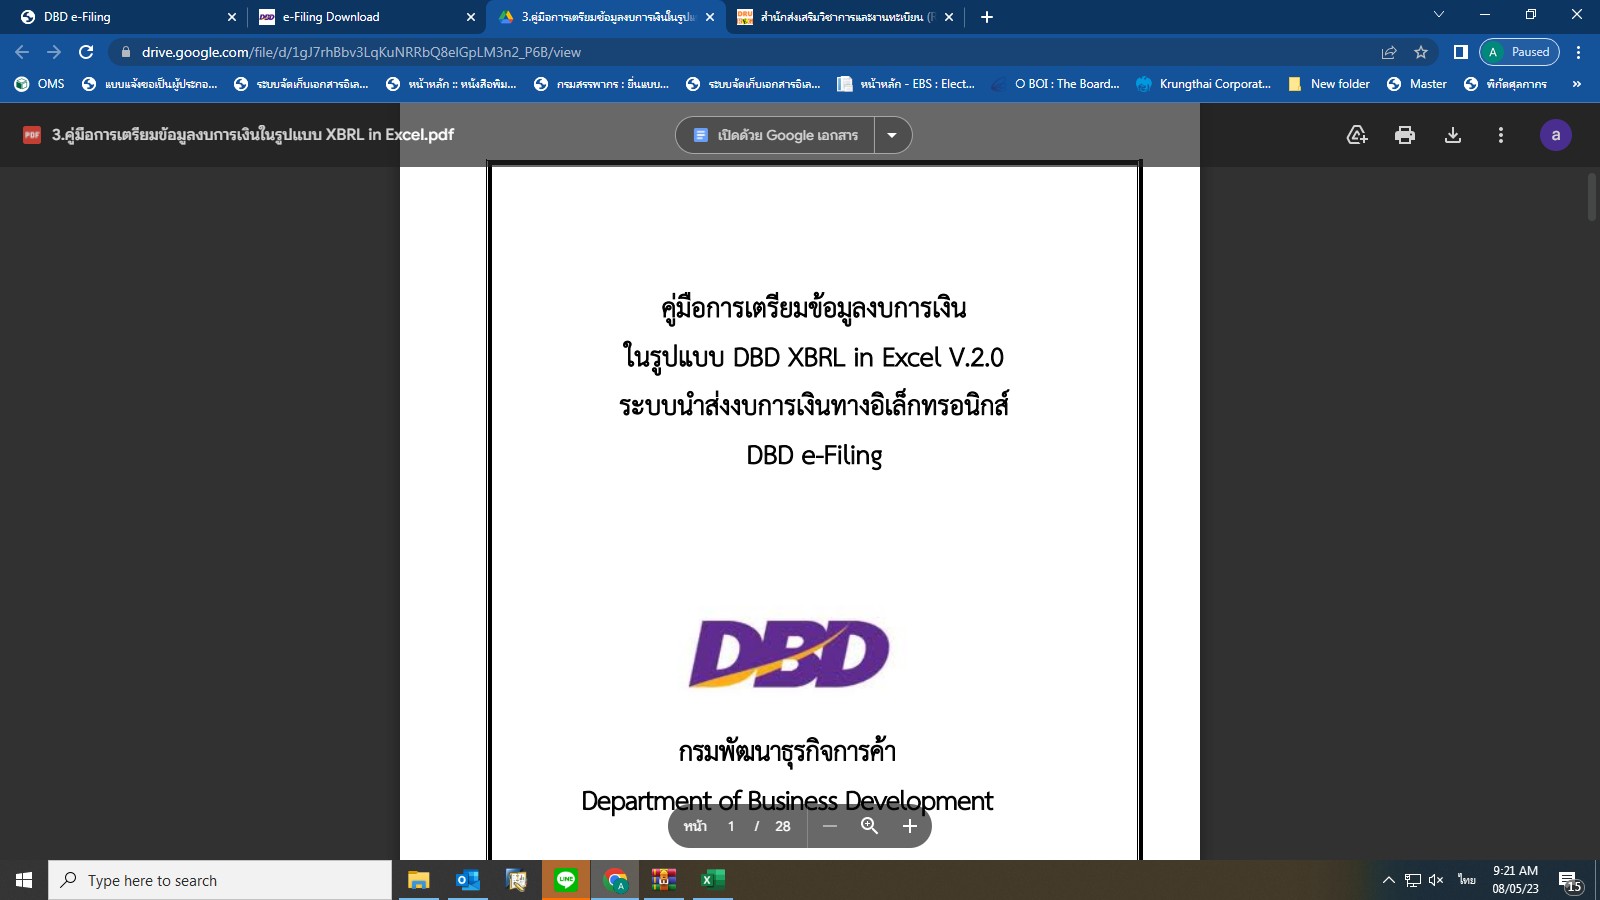 DBD e-Filing
e-Filing Download
3.คู่มือการเตรียมข้อมูลงบการเงินในรูปแ
สำนักส่งเสริมวิชาการและงานทะเบียน (R
drive.google.com/file/d/1gJ7rhBbv3LqKuNRRbQ8elGpLM3n2_P6B/view
A Paused
OMS
แบบแจ้งขอเป็นผู้ประกอ...
ระบบจัดเก็บเอกสารอิเล...
หน้าหลัก :: หนังสือพิม...
กรมสรรพากร : ยื่นแบบ...
ระบบจัดเก็บเอกสารอิเล...
หน้าหลัก - EBS : Elect...
O BOI : The Board...
Krungthai Corporat...
New folder
Master
พิกัดศุลกากร
»
PDF 3.คู่มือการเตรียมข้อมูลงบการเงินในรูปแบบ XBRL in Excel.pdf
เปิดด้วย Google เอกสาร
a
คู่มือการเตรียมข้อมูลงบการเงิน
ในรูปแบบ DBD XBRL in Excel V.2.0
ระบบนำส่งงบการเงินทางอิเล็กทรอนิกส์
DBD e-Filing
DBD
กรมพัฒนาธุรกิจการค้า
Department of Business Development
หน้า 1 / 28
Type here to search
LINE
A
ไทย
9:21 AM
08/05/23
15